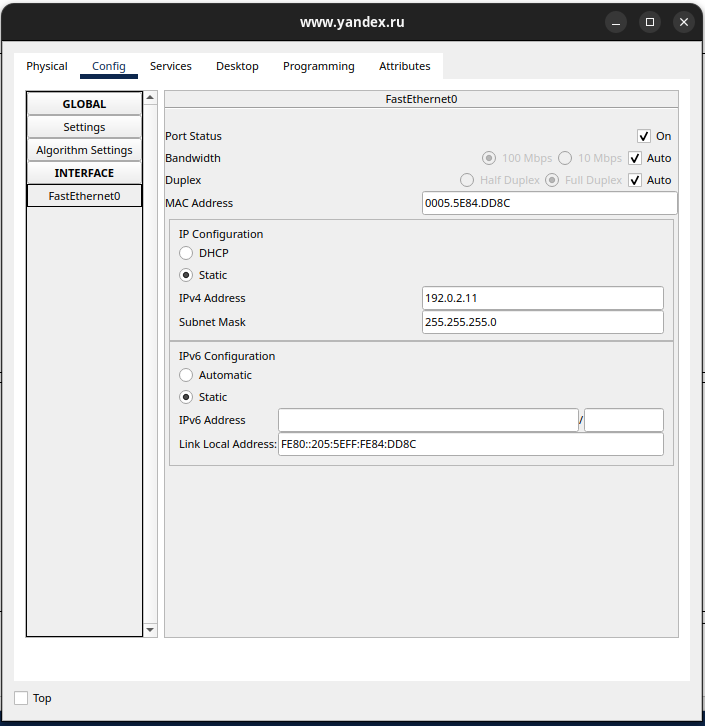 www.yandex.ru
Physical Config Services Desktop Programming Attributes
GLOBAL
Settings
Algorithm Settings
INTERFACE
FastEthernet0
FastEthernet0
Port Status On
Bandwidth 100 Mbps 10 Mbps Auto
Duplex Half Duplex Full Duplex Auto
MAC Address 0005.5E84.DD8C
IP Configuration
DHCP
Static
IPv4 Address 192.0.2.11
Subnet Mask 255.255.255.0
IPv6 Configuration
Automatic
Static
IPv6 Address /
Link Local Address: FE80::205:5EFF:FE84:DD8C
Top